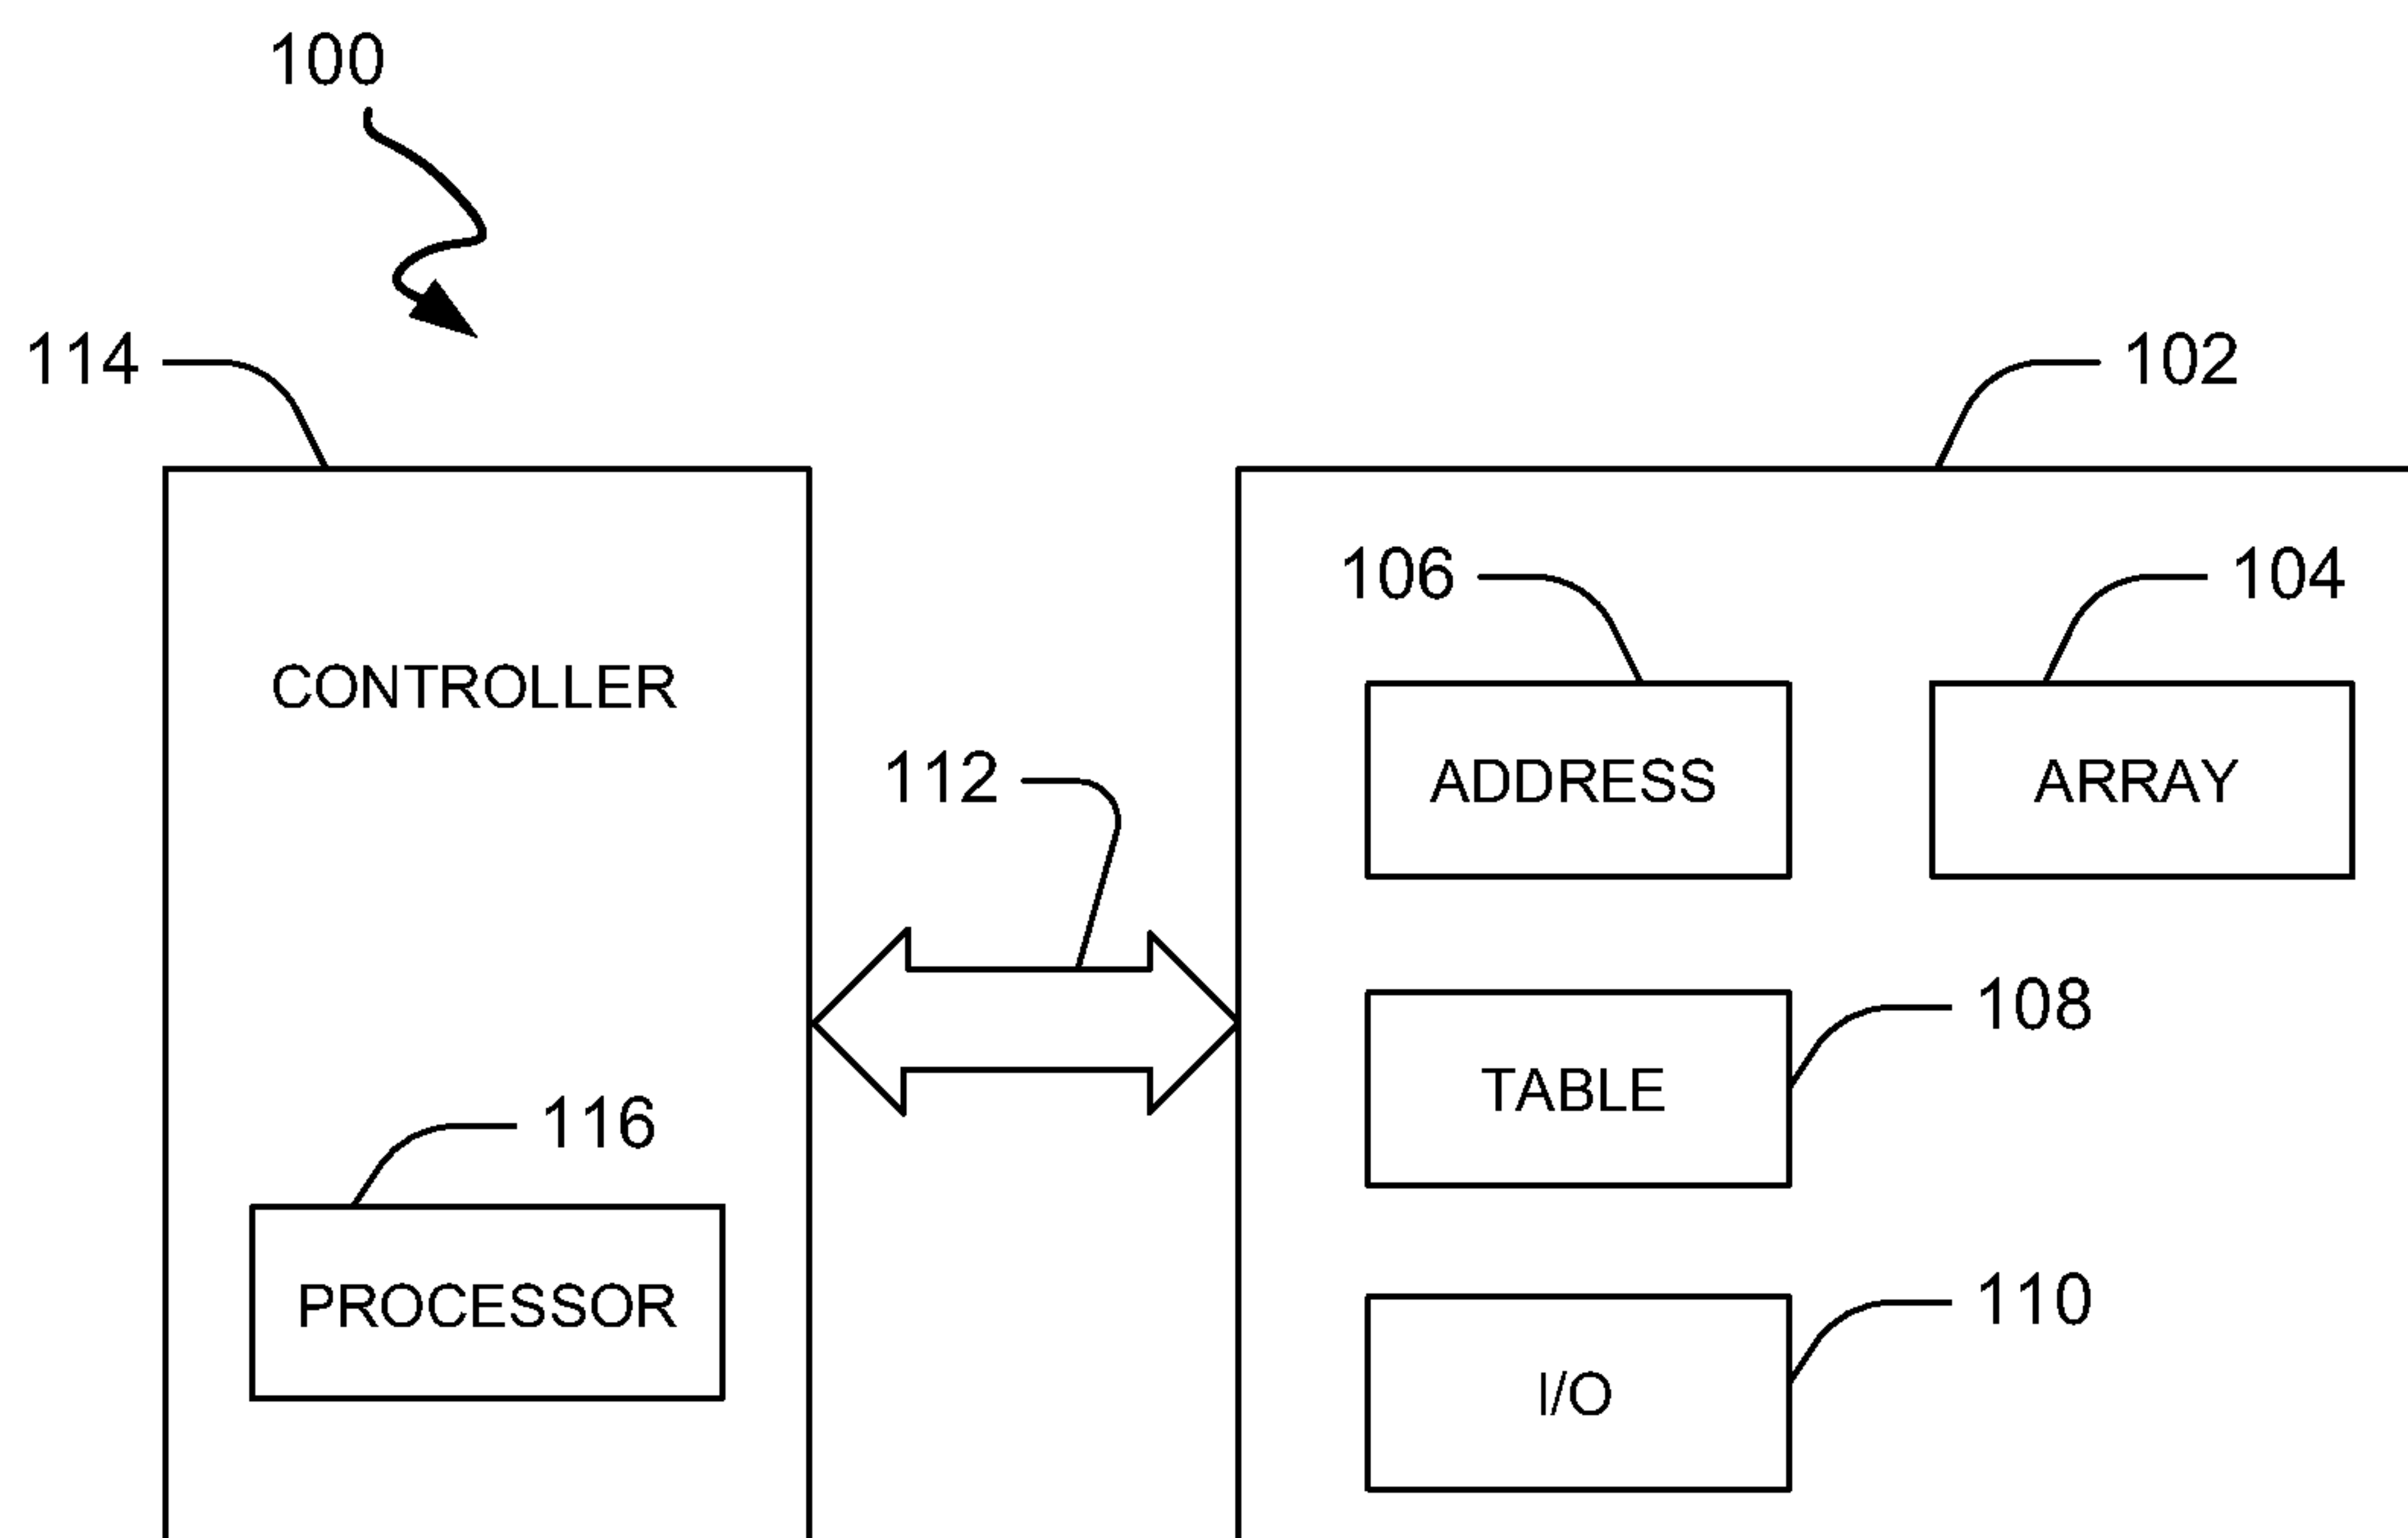 100
114
102
106
104
CONTROLLER
112
ADDRESS
ARRAY
108
TABLE
116
PROCESSOR
110
I/O